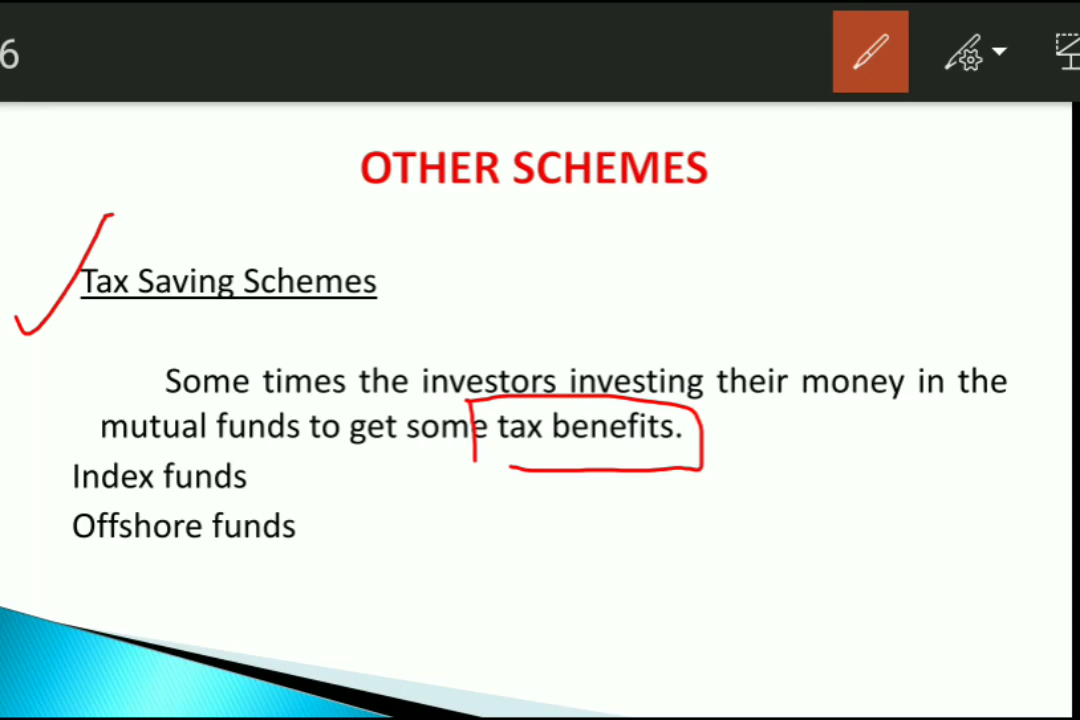 6
OTHER SCHEMES
Tax Saving Schemes
Some times the investors investing their money in the
mutual funds to get some tax benefits.
Index funds
Offshore funds